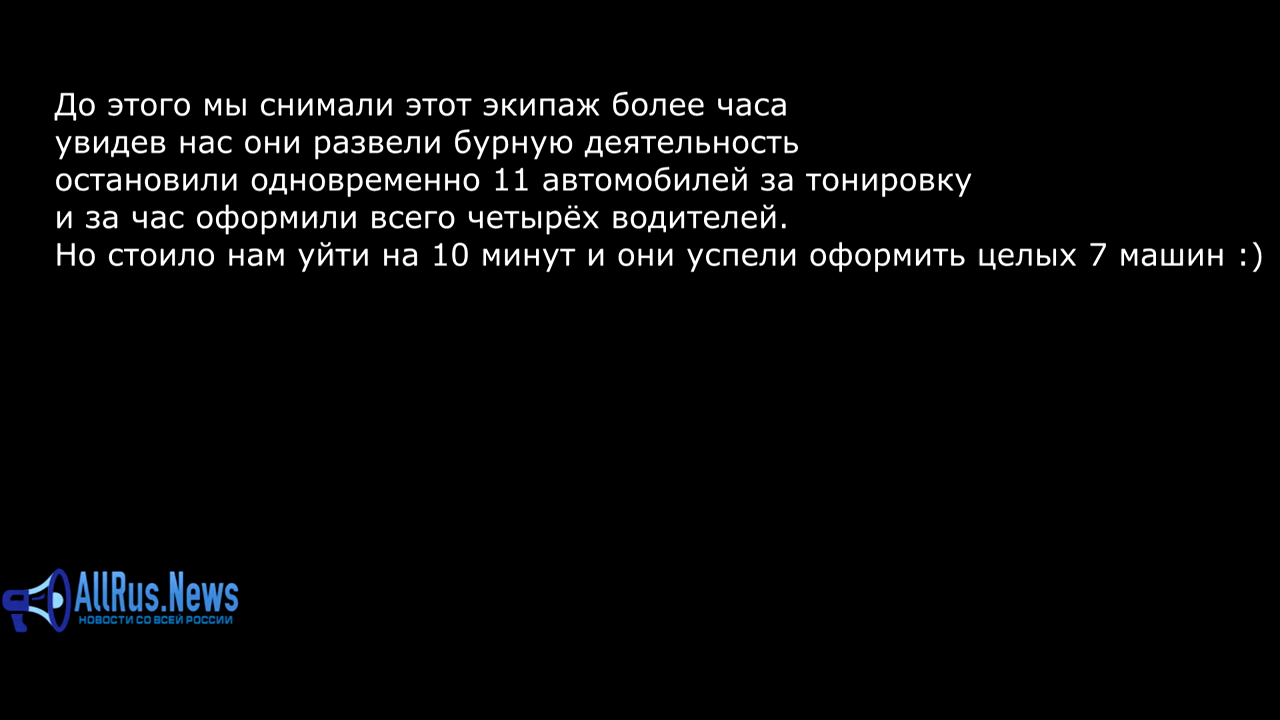 До этого мы снимали этот экипаж более часа
увидев нас они развели бурную деятельность
остановили одновременно 11 автомобилей за тонировку
и за час оформили всего четырёх водителей.
Но стоило нам уйти на 10 минут и они успели оформить целых 7 машин :)
AllRus.News
НОВОСТИ СО ВСЕЙ РОССИИ